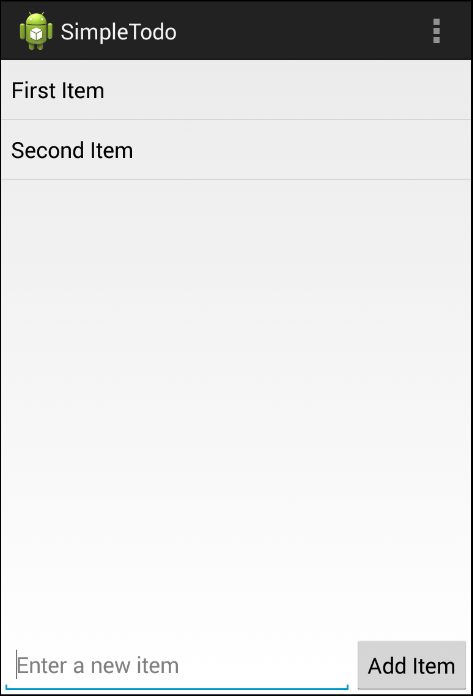 SimpleTodo
First Item
Second Item
Enter a new item
Add Item